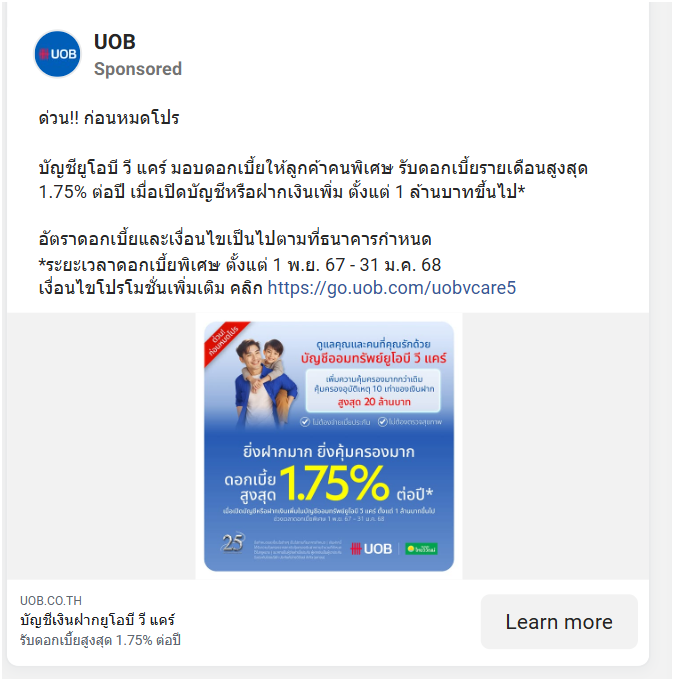 UOB
UOB
Sponsored
ด่วน!! ก่อนหมดโปร
บัญชียูโอบี วี แคร์ มอบดอกเบี้ยให้ลูกค้าคนพิเศษ รับดอกเบี้ยรายเดือนสูงสุด
1.75% ต่อปี เมื่อเปิดบัญชีหรือฝากเงินเพิ่ม ตั้งแต่ 1 ล้านบาทขึ้นไป*
อัตราดอกเบี้ยและเงื่อนไขเป็นไปตามที่ธนาคารกำหนด
*ระยะเวลาดอกเบี้ยพิเศษ ตั้งแต่ 1 พ.ย. 67 - 31 ม.ค. 68
เงื่อนไขโปรโมชั่นเพิ่มเติม คลิก https://go.uob.com/uobvcare5
ด่วน!
ก่อนหมดโปร
ดูแลคุณและคนที่คุณรักด้วย
บัญชีออมทรัพย์ยูโอบี วี แคร์
เพิ่มความคุ้มครองมากกว่าเดิม
คุ้มครองอุบัติเหตุ 10 เท่าของเงินฝาก
สูงสุด 20 ล้านบาท
ไม่ต้องจ่ายเบี้ยประกัน ไม่ต้องตรวจสุขภาพ
ยิ่งฝากมาก ยิ่งคุ้มครองมาก
ดอกเบี้ย
สูงสุด 1.75% ต่อปี*
เมื่อเปิดบัญชีหรือฝากเงินเพิ่มในบัญชีออมทรัพย์ยูโอบี วี แคร์ ตั้งแต่ 1 ล้านบาทขึ้นไป
ช่วงเวลาดอกเบี้ยพิเศษ 1 พ.ย. 67 - 31 ม.ค. 68
25
UOB
UOB.CO.TH
บัญชีเงินฝากยูโอบี วี แคร์
รับดอกเบี้ยสูงสุด 1.75% ต่อปี
Learn more